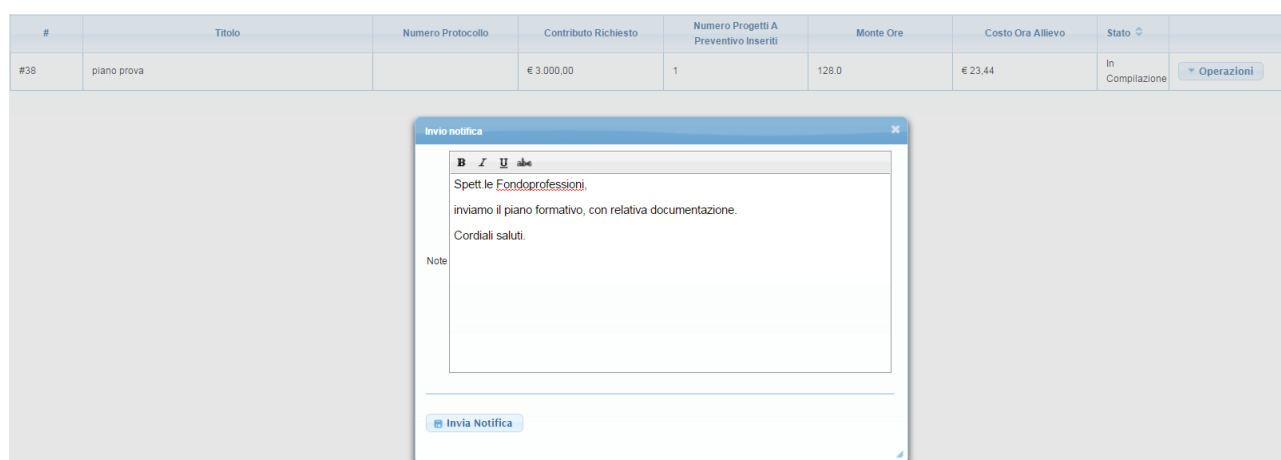 # Titolo Numero Protocollo Contributo Richiesto Numero Progetti A Preventivo Inseriti Monte Ore Costo Ora Allievo Stato
#38 piano prova € 3.000,00 1 128.0 € 23,44 In Compilazione Operazioni
Invio notifica
B I U abc
Spett.le Fondoprofessioni,
inviamo il piano formativo, con relativa documentazione.
Cordiali saluti.
Note
Invia Notifica